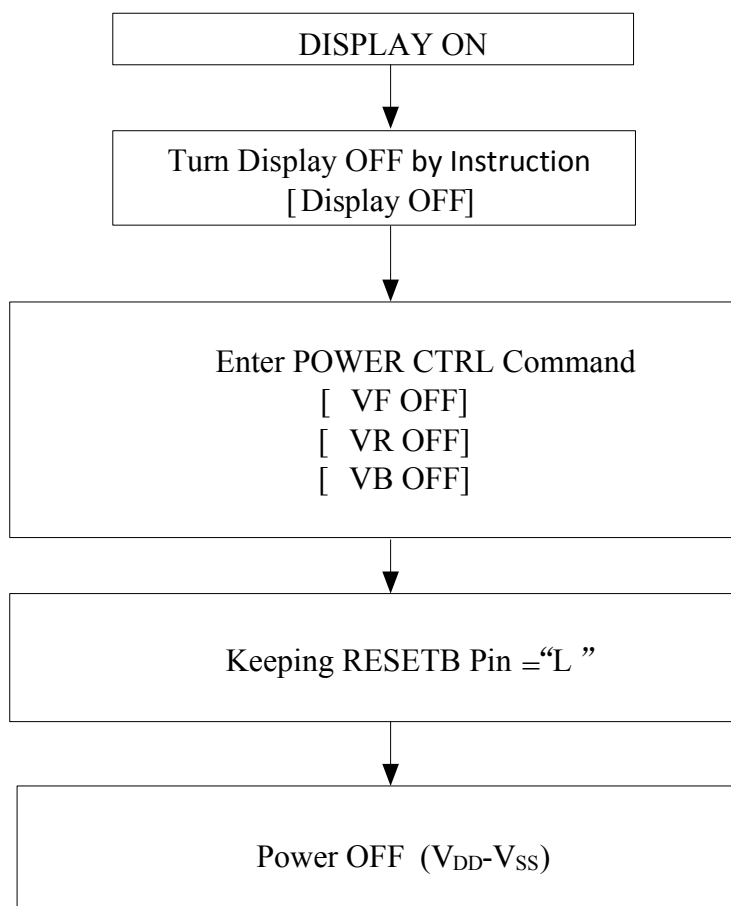 DISPLAY ON
Turn Display OFF by Instruction
[Display OFF]
Enter POWER CTRL Command
[ VF OFF]
[ VR OFF]
[ VB OFF]
Keeping RESETB Pin =“L ”
Power OFF (VDD-VSS)